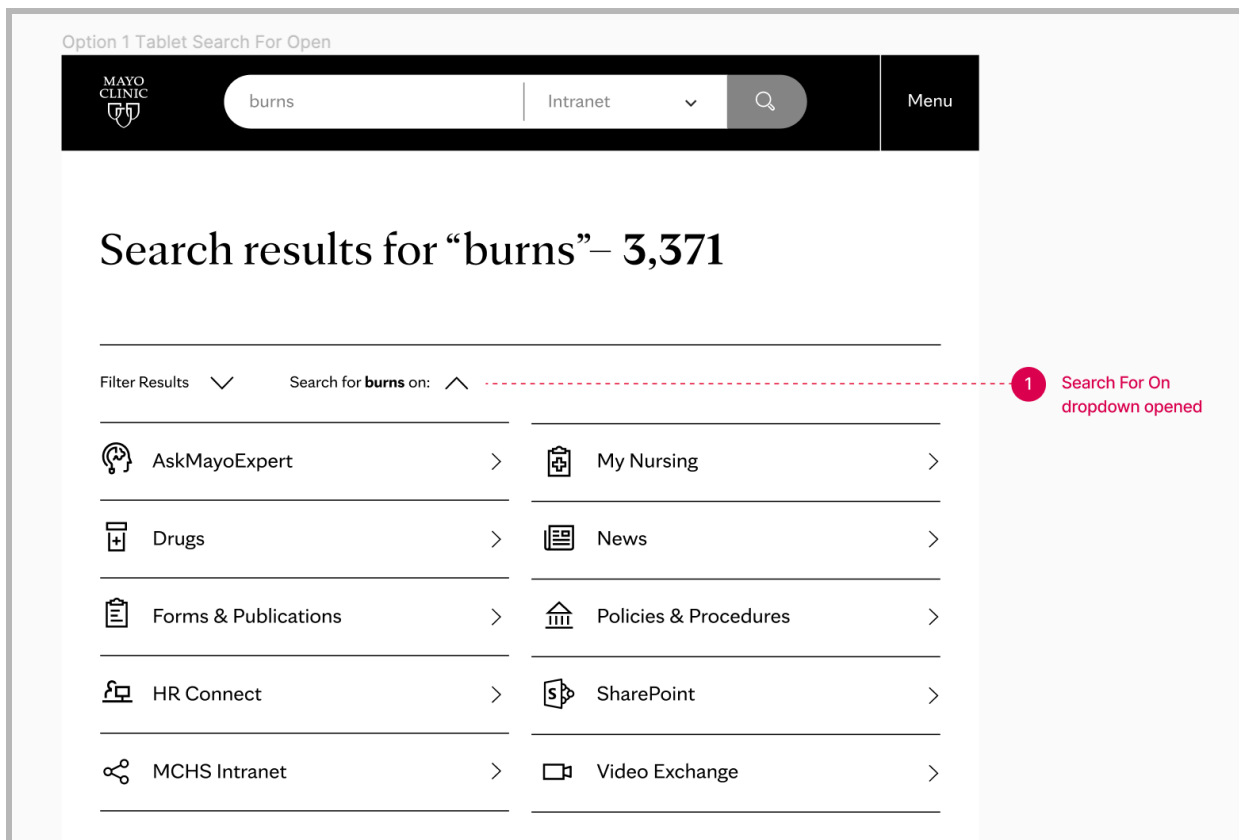 Option 1 Tablet Search For Open
MAYO
CLINIC
burns
Intranet
Menu
Search results for “burns”– 3,371
Filter Results
Search for burns on:
1
Search For On
dropdown opened
AskMayoExpert
My Nursing
Drugs
News
Forms & Publications
Policies & Procedures
HR Connect
S
SharePoint
MCHS Intranet
Video Exchange